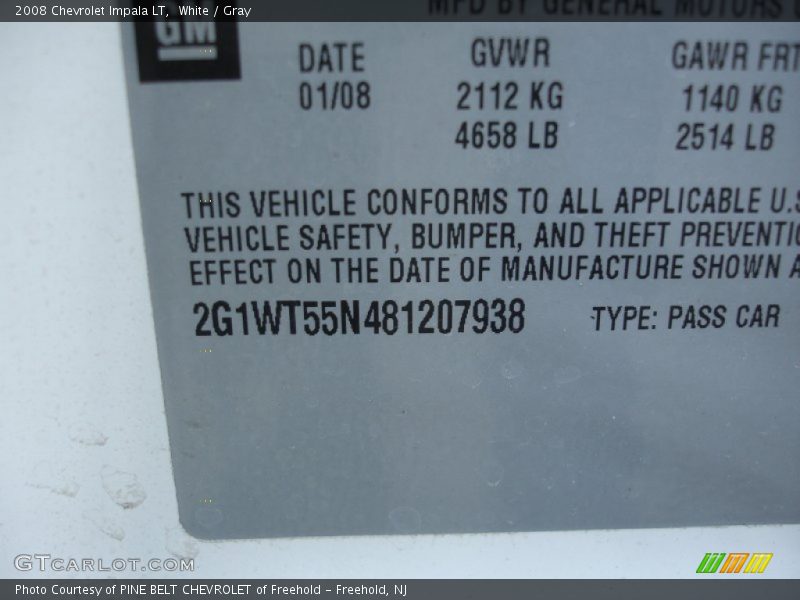 2008 Chevrolet Impala LT, White / Gray
MFD BY GENERAL MOTORS
GM
DATE GVWR GAWR FRT
01/08 2112 KG 1140 KG
4658 LB 2514 LB
THIS VEHICLE CONFORMS TO ALL APPLICABLE U.S
VEHICLE SAFETY, BUMPER, AND THEFT PREVENTIO
EFFECT ON THE DATE OF MANUFACTURE SHOWN A
2G1WT55N481207938 TYPE: PASS CAR
GTCARLOT.COM
Photo Courtesy of PINE BELT CHEVROLET of Freehold - Freehold, NJ